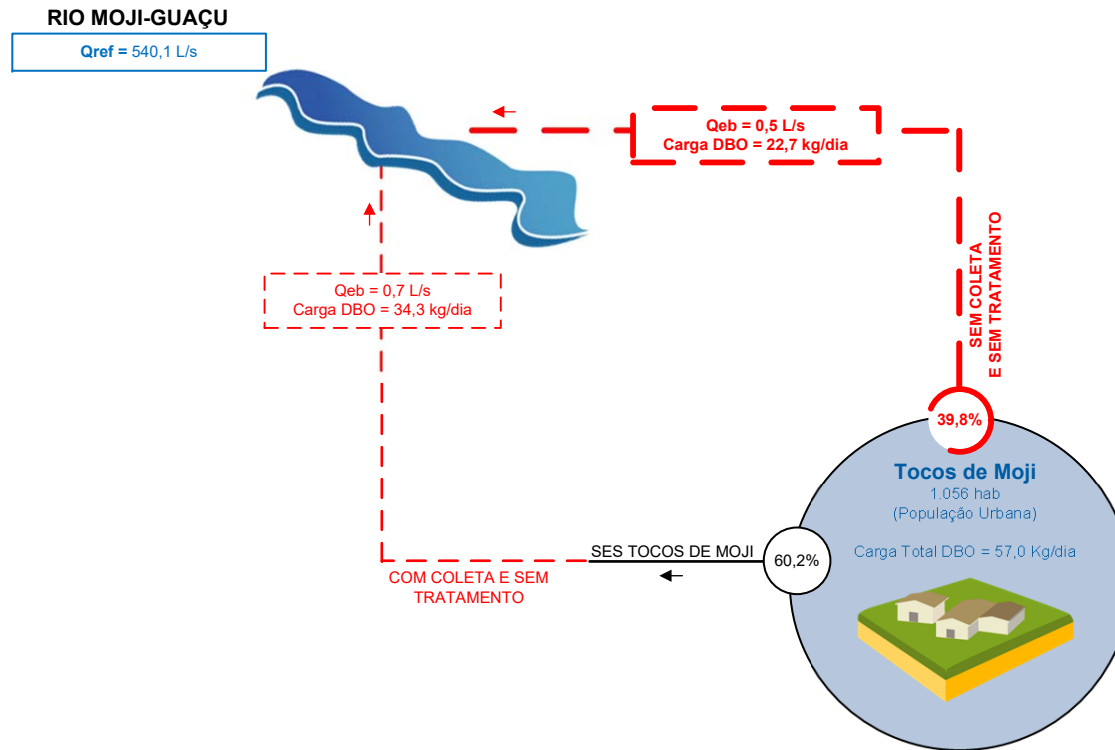 RIO MOJI-GUAÇU
Qref = 540,1 L/s
Qeb = 0,5 L/s
Carga DBO = 22,7 kg/dia
SEM COLETA
E SEM TRATAMENTO
Qeb = 0,7 L/s
Carga DBO = 34,3 kg/dia
39,8%
Tocos de Moji
1.056 hab
(População Urbana)
Carga Total DBO = 57,0 Kg/dia
SES TOCOS DE MOJI
60,2%
COM COLETA E SEM
TRATAMENTO